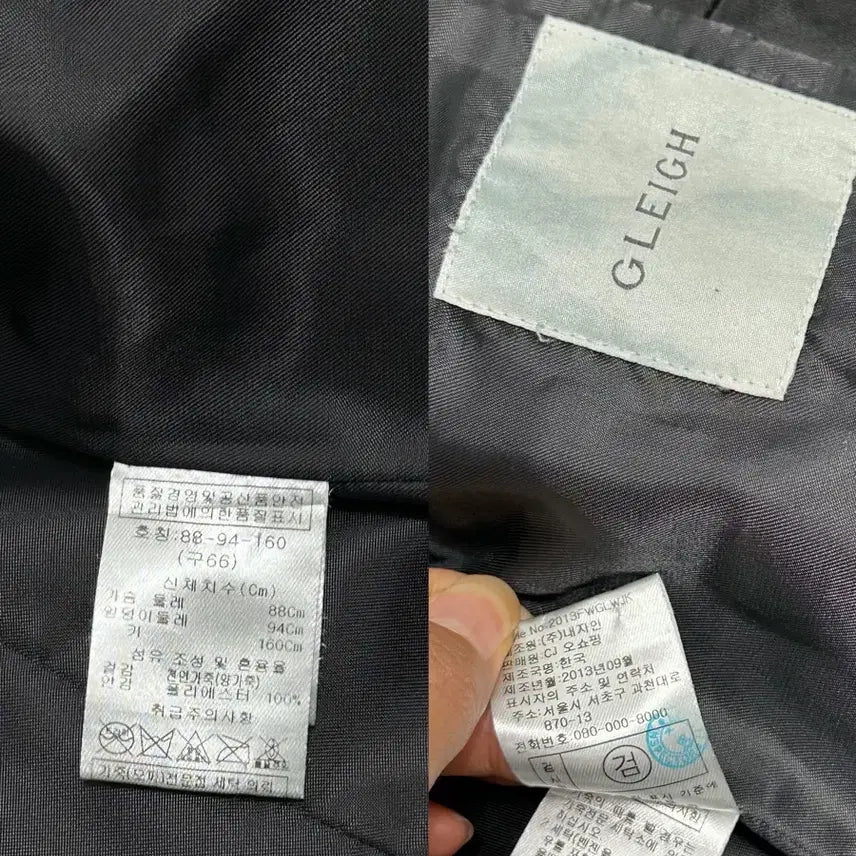 품질경영및공산품안전
관리법에의한품질표시
호칭:88-94-160
(구66)
신체치수(Cm)
가슴 둘레 88Cm
엉덩이둘레 94Cm
키 160Cm
섬유 조성 및 혼용율
겉감 천연가죽(양가죽)
안감 폴리에스터 100%
취급주의사항
가죽(모피)전문점 세탁 의뢰
GLEIGH
No.2013FWGLWJK
제조원:(주)내자인
판매원 CJ 오쇼핑
제조국명:한국
제조년월:2013년09월
표시자의 주소 및 연락처
주소:서울시 서초구 과천대로
870-13
전화번호 080-000-8000
검